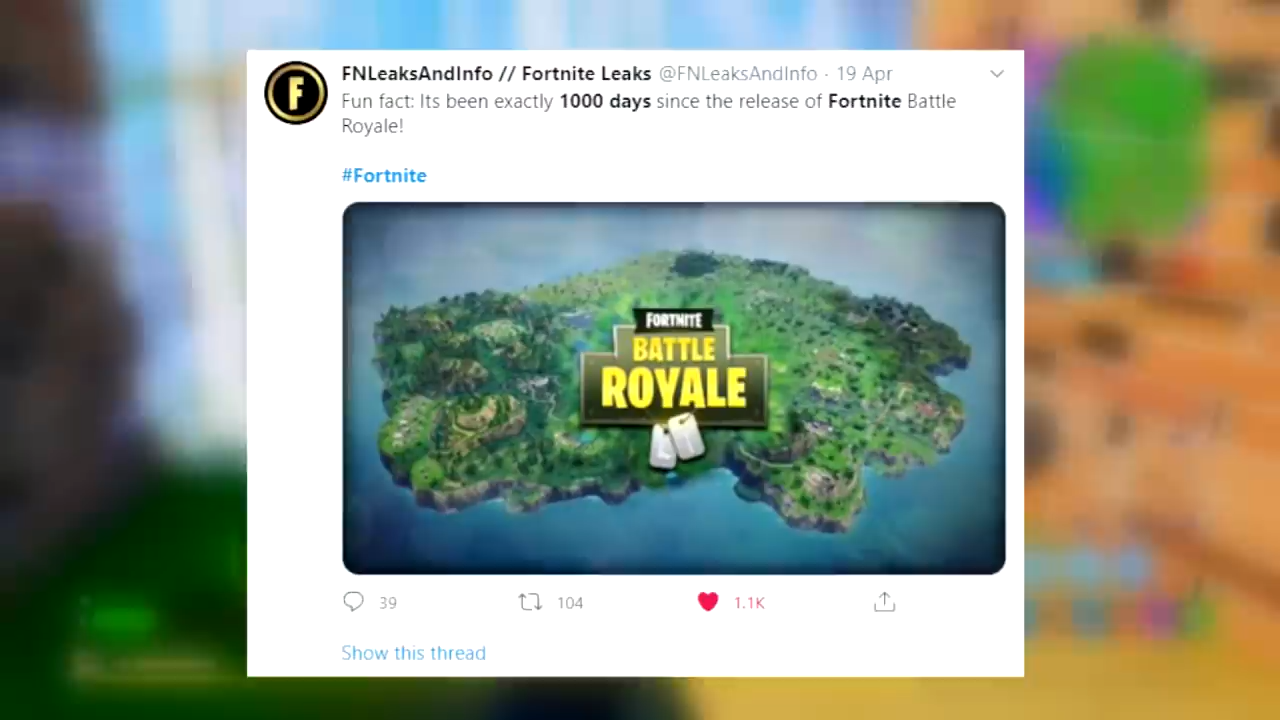 FNLeaksAndInfo // Fortnite Leaks @FNLeaksAndInfo · 19 Apr
Fun fact: Its been exactly 1000 days since the release of Fortnite Battle
Royale!
#Fortnite
FORTNITE
BATTLE
ROYALE
39 104 1.1K
Show this thread